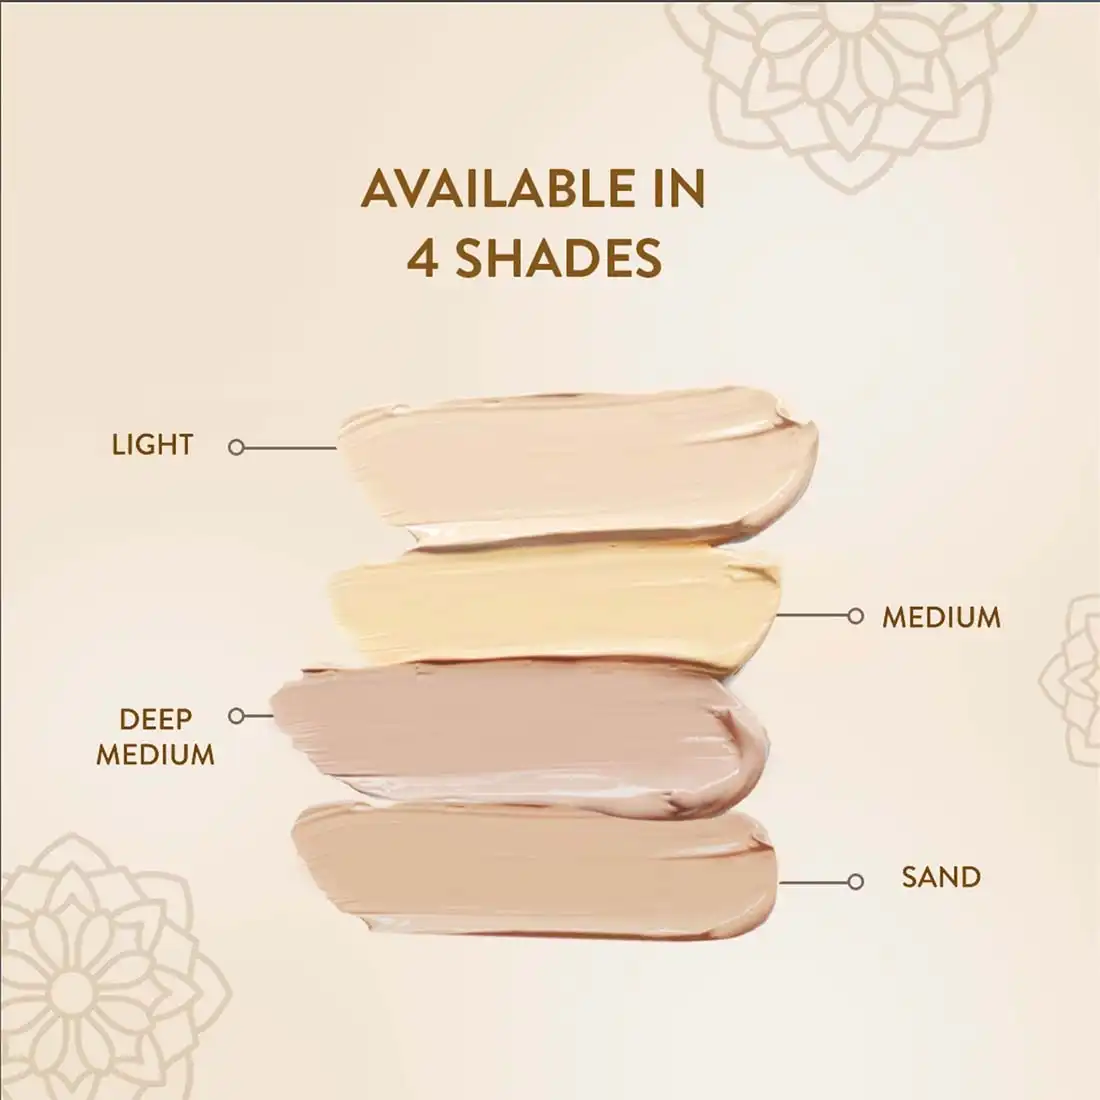 AVAILABLE IN
4 SHADES
LIGHT
MEDIUM
DEEP
MEDIUM
SAND